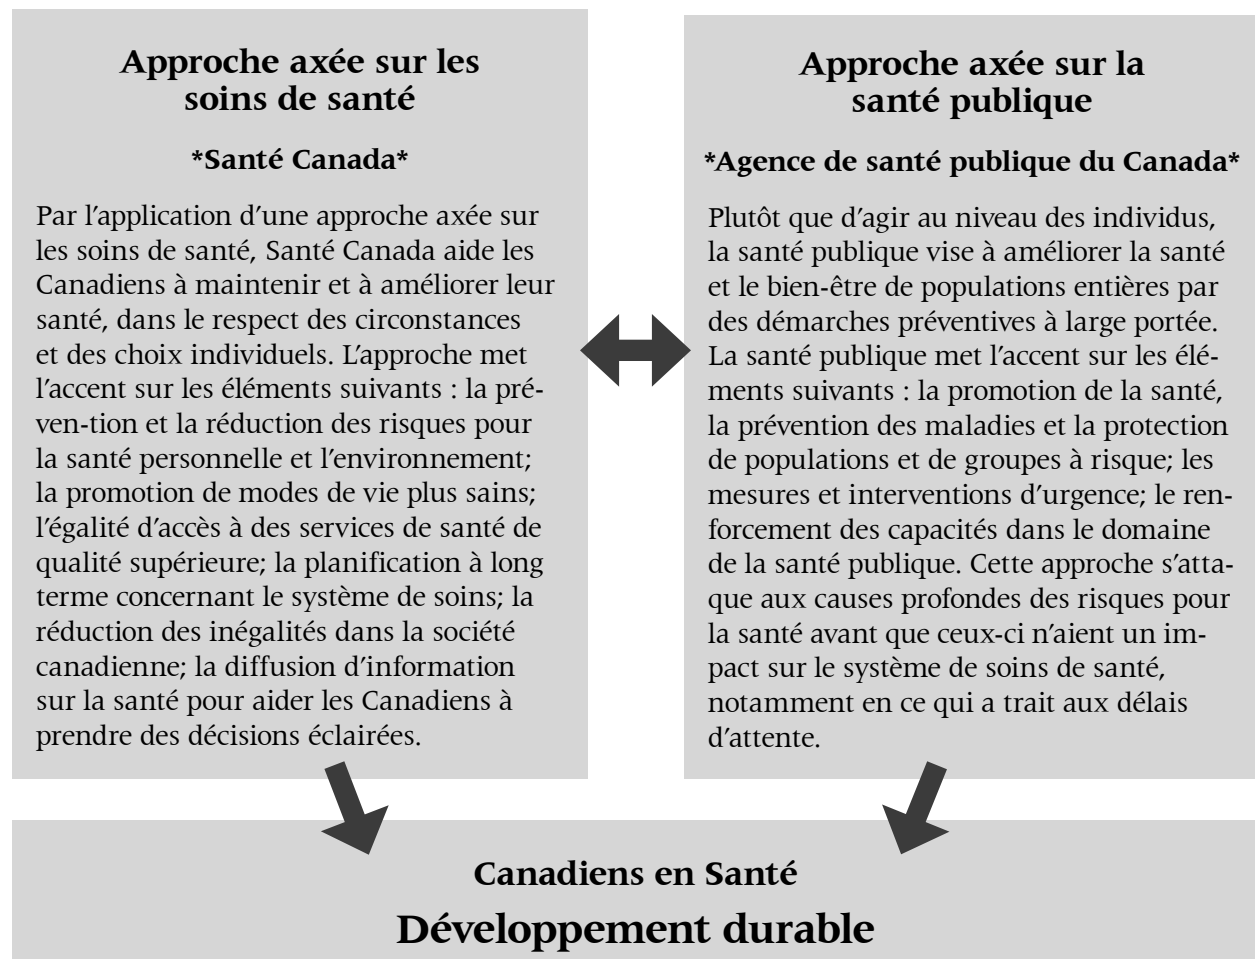 Approche axée sur les
soins de santé
*Santé Canada*
Par l’application d’une approche axée sur
les soins de santé, Santé Canada aide les
Canadiens à maintenir et à améliorer leur
santé, dans le respect des circonstances
et des choix individuels. L’approche met
l’accent sur les éléments suivants : la pré-
ven-tion et la réduction des risques pour
la santé personnelle et l’environnement;
la promotion de modes de vie plus sains;
l’égalité d’accès à des services de santé de
qualité supérieure; la planification à long
terme concernant le système de soins; la
réduction des inégalités dans la société
canadienne; la diffusion d’information
sur la santé pour aider les Canadiens à
prendre des décisions éclairées.
Approche axée sur la
santé publique
*Agence de santé publique du Canada*
Plutôt que d’agir au niveau des individus,
la santé publique vise à améliorer la santé
et le bien-être de populations entières par
des démarches préventives à large portée.
La santé publique met l’accent sur les élé-
ments suivants : la promotion de la santé,
la prévention des maladies et la protection
de populations et de groupes à risque; les
mesures et interventions d’urgence; le ren-
forcement des capacités dans le domaine
de la santé publique. Cette approche s’atta-
que aux causes profondes des risques pour
la santé avant que ceux-ci n’aient un im-
pact sur le système de soins de santé,
notamment en ce qui a trait aux délais
d’attente.
Canadiens en Santé
Développement durable